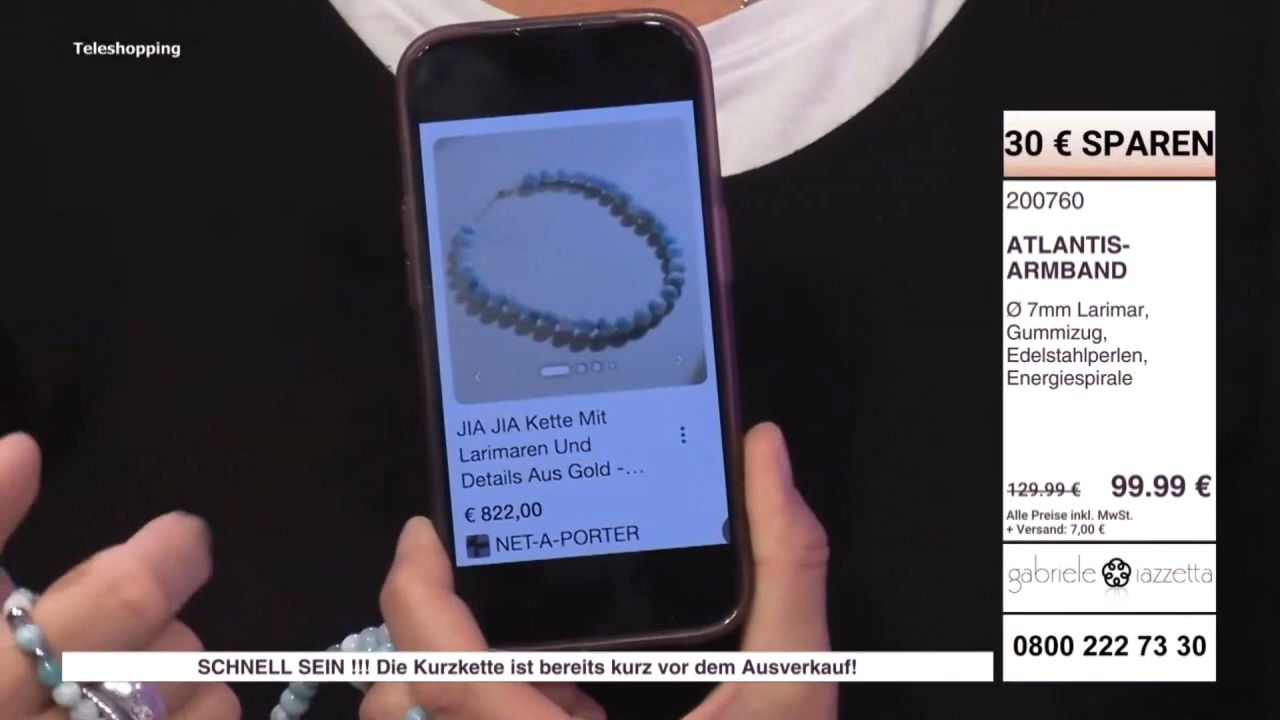 Teleshopping
JIA JIA Kette Mit
Larimaren Und
Details Aus Gold -...
€ 822,00
NET-A-PORTER
30 € SPAREN
200760
ATLANTIS-
ARMBAND
Ø 7mm Larimar,
Gummizug,
Edelstahlperlen,
Energiespirale
129.99 € 99.99 €
Alle Preise inkl. MwSt.
+ Versand: 7,00 €
gabriele iazzetta
0800 222 73 30
SCHNELL SEIN !!! Die Kurzkette ist bereits kurz vor dem Ausverkauf!